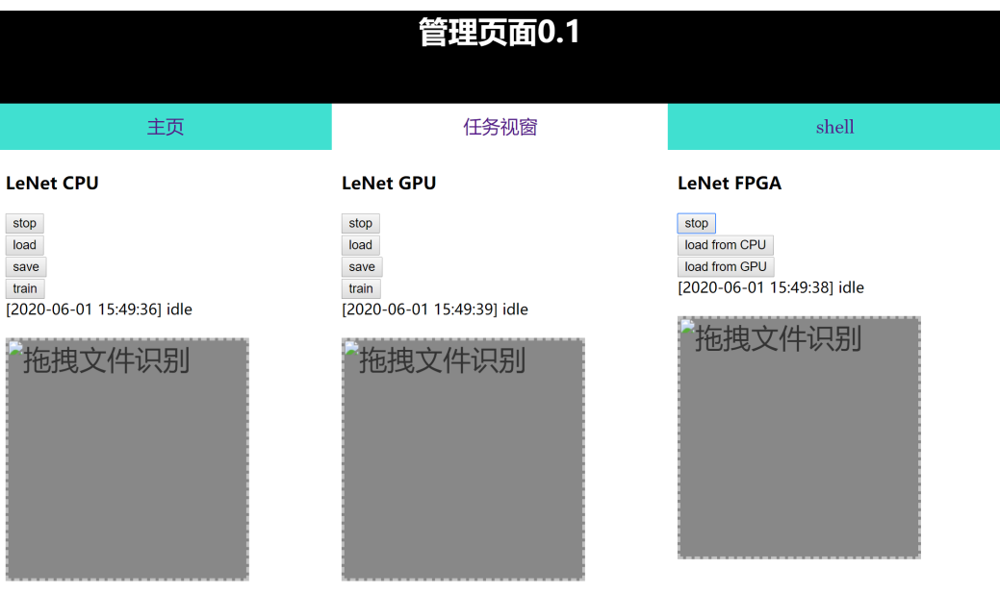 管理页面0.1
主页
任务视窗
shell
LeNet CPU
stop
load
save
train
[2020-06-01 15:49:36] idle
拖拽文件识别
LeNet GPU
stop
load
save
train
[2020-06-01 15:49:39] idle
拖拽文件识别
LeNet FPGA
stop
load from CPU
load from GPU
[2020-06-01 15:49:38] idle
拖拽文件识别